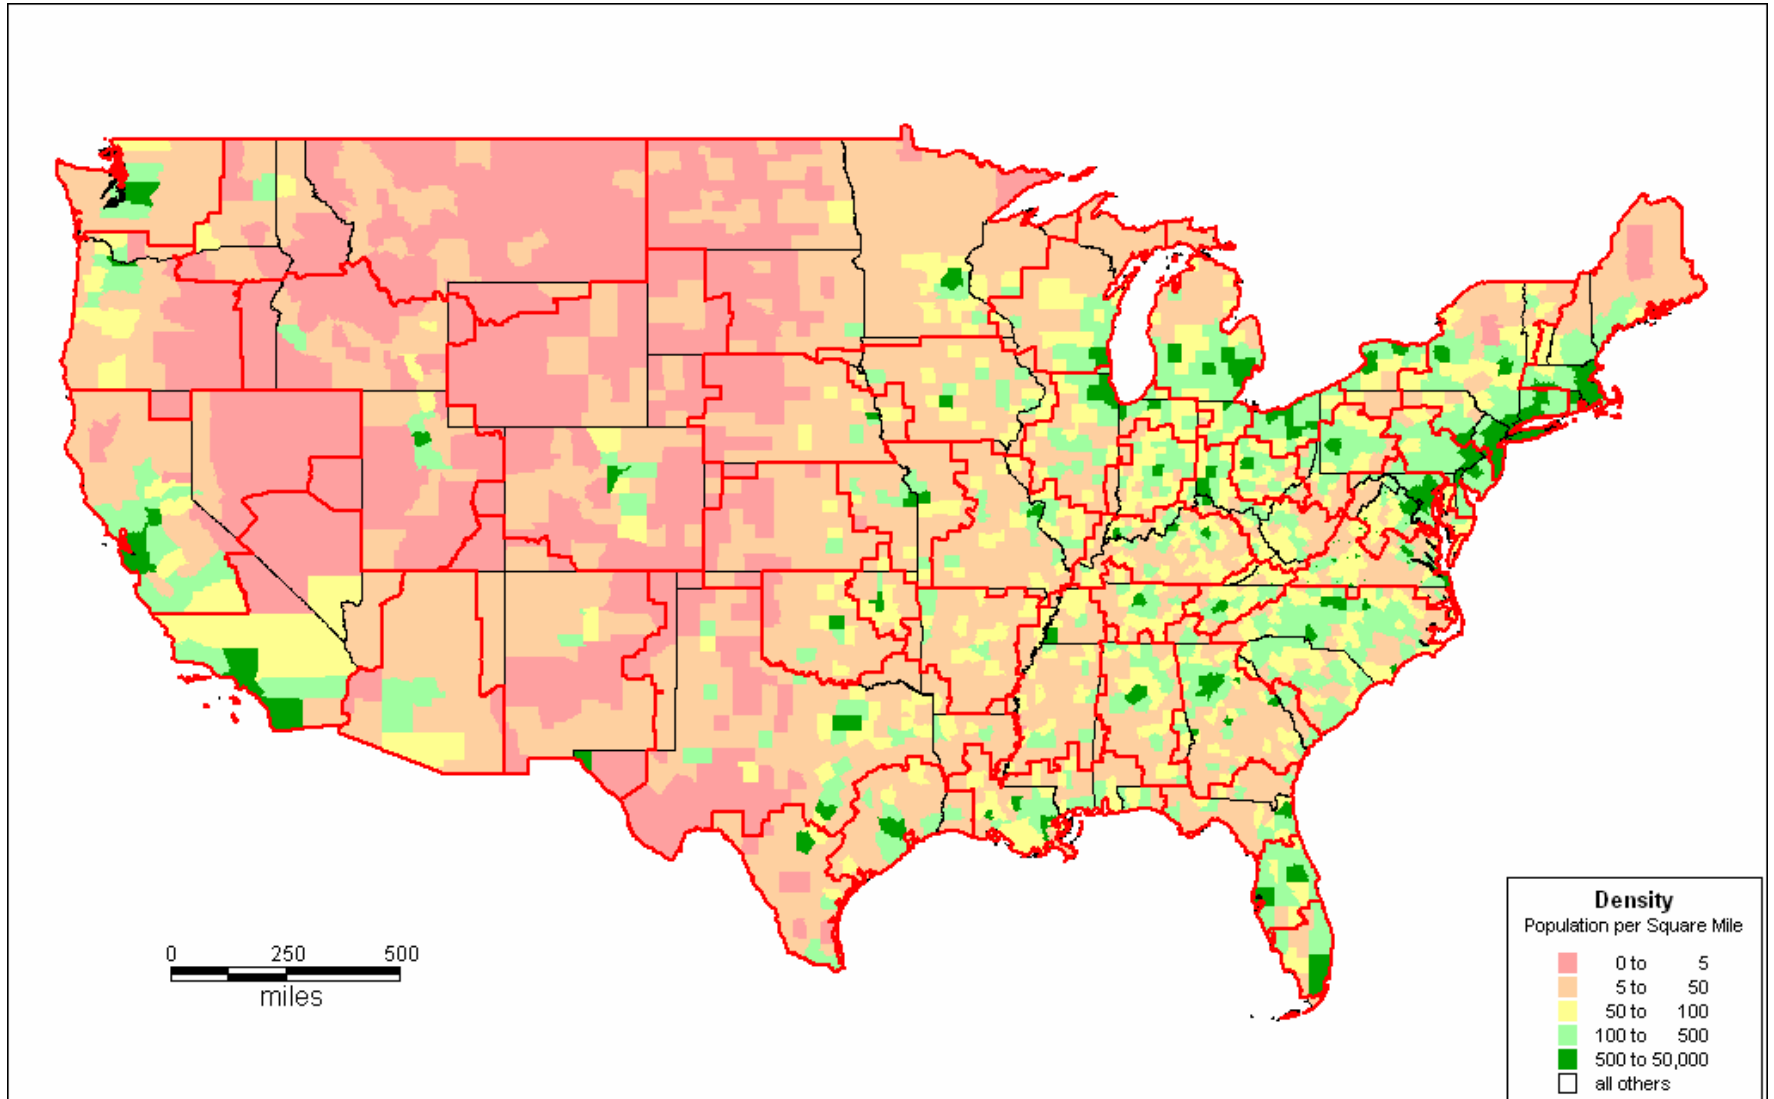 0 250 500
miles
Density
Population per Square Mile
0 to 5
5 to 50
50 to 100
100 to 500
500 to 50,000
all others